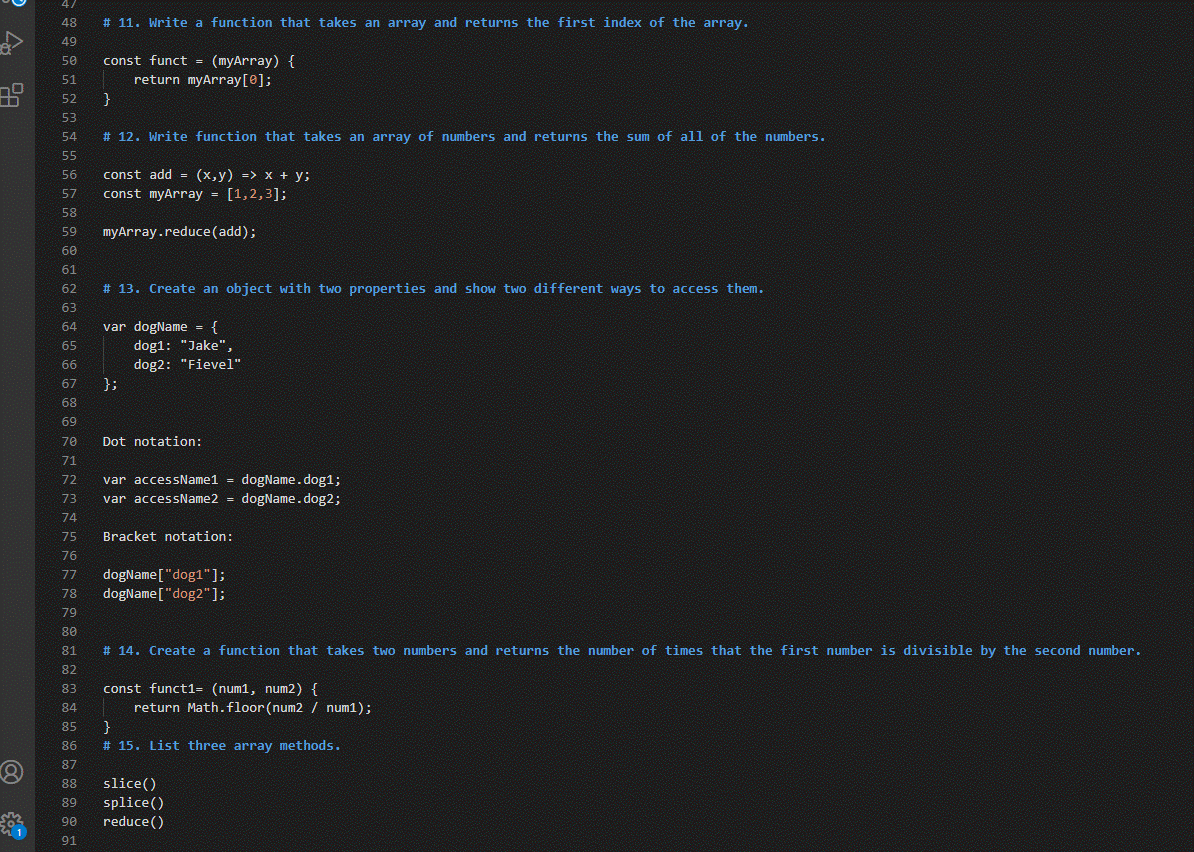 47
48 # 11. Write a function that takes an array and returns the first index of the array.
49
50 const funct = (myArray) {
51     return myArray[0];
52 }
53
54 # 12. Write function that takes an array of numbers and returns the sum of all of the numbers.
55
56 const add = (x,y) => x + y;
57 const myArray = [1,2,3];
58
59 myArray.reduce(add);
60
61
62 # 13. Create an object with two properties and show two different ways to access them.
63
64 var dogName = {
65     dog1: "Jake",
66     dog2: "Fievel"
67 };
68
69
70 Dot notation:
71
72 var accessName1 = dogName.dog1;
73 var accessName2 = dogName.dog2;
74
75 Bracket notation:
76
77 dogName["dog1"];
78 dogName["dog2"];
79
80
81 # 14. Create a function that takes two numbers and returns the number of times that the first number is divisible by the second number.
82
83 const funct1= (num1, num2) {
84     return Math.floor(num2 / num1);
85 }
86 # 15. List three array methods.
87
88 slice()
89 splice()
90 reduce()
91
1